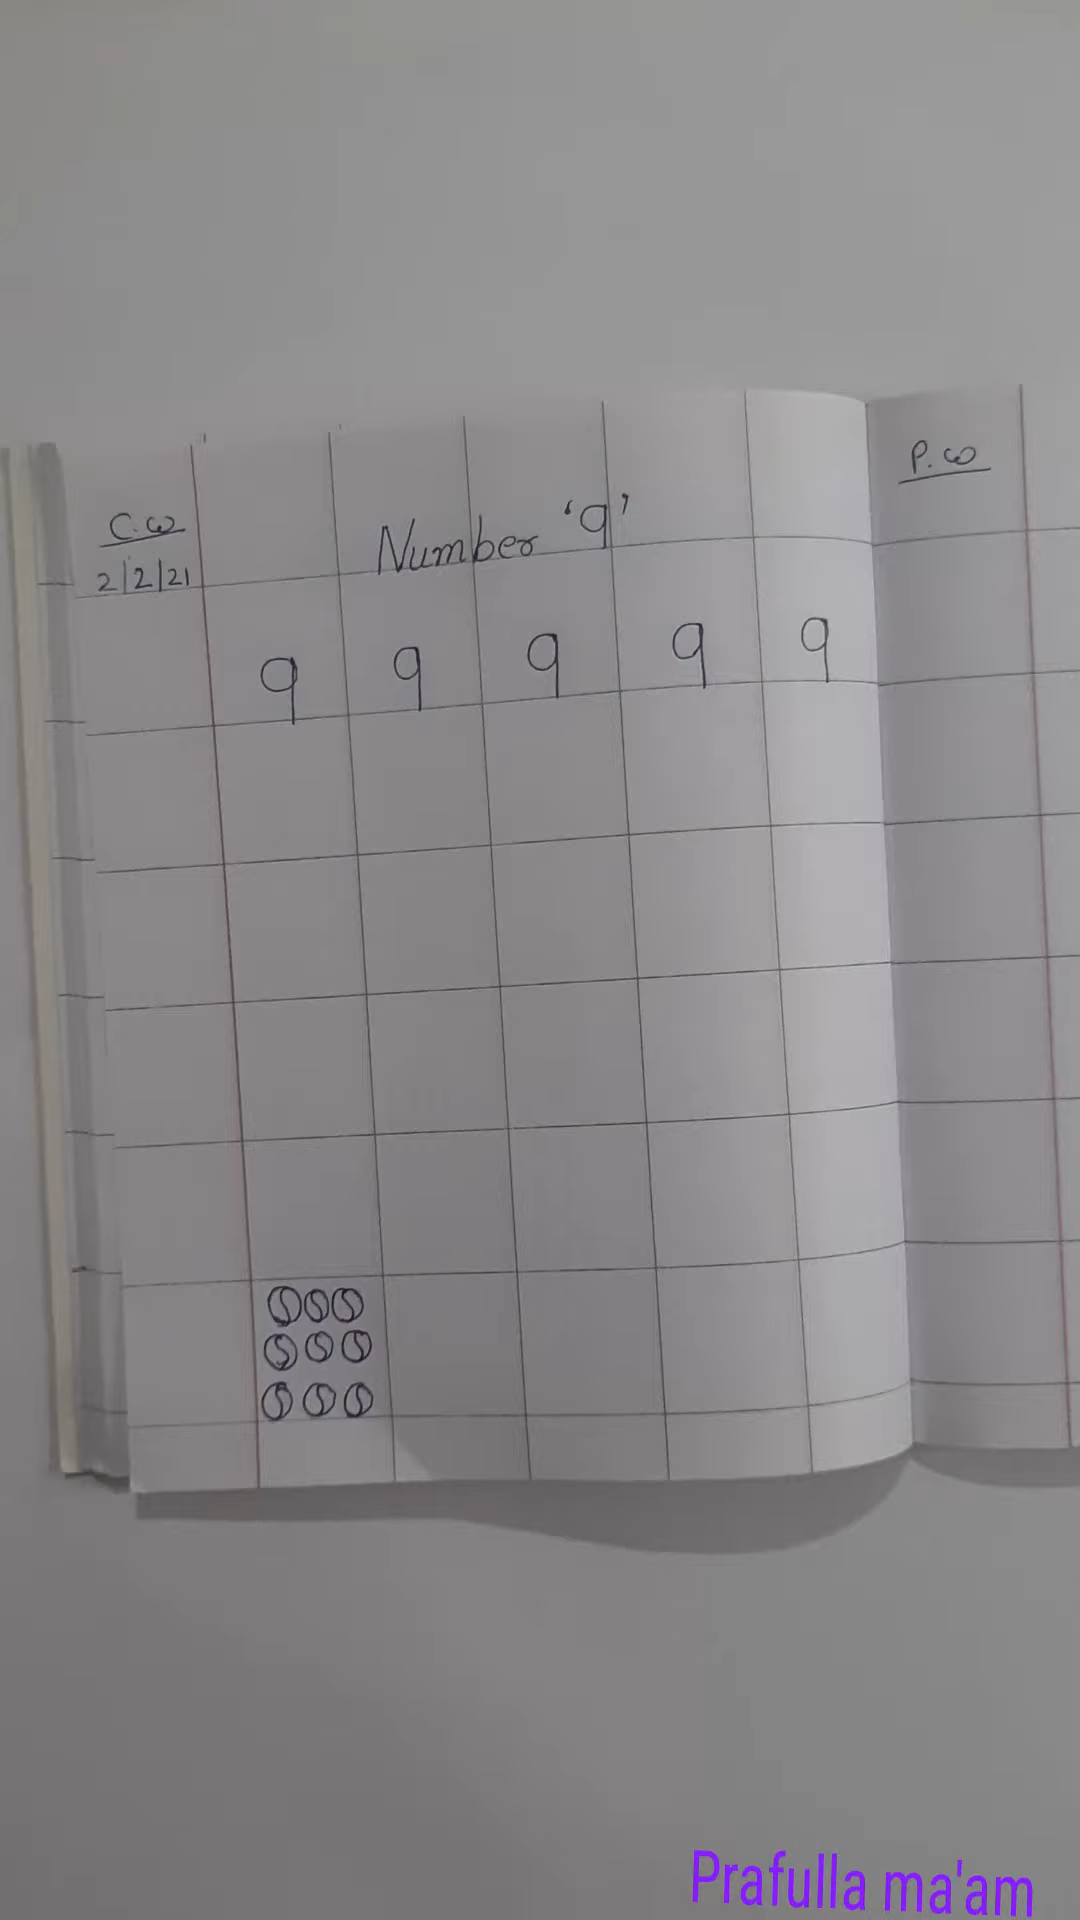 C.W
2/2/21
Number '9'
9 9 9 9 9
P.W
Prafulla ma'am